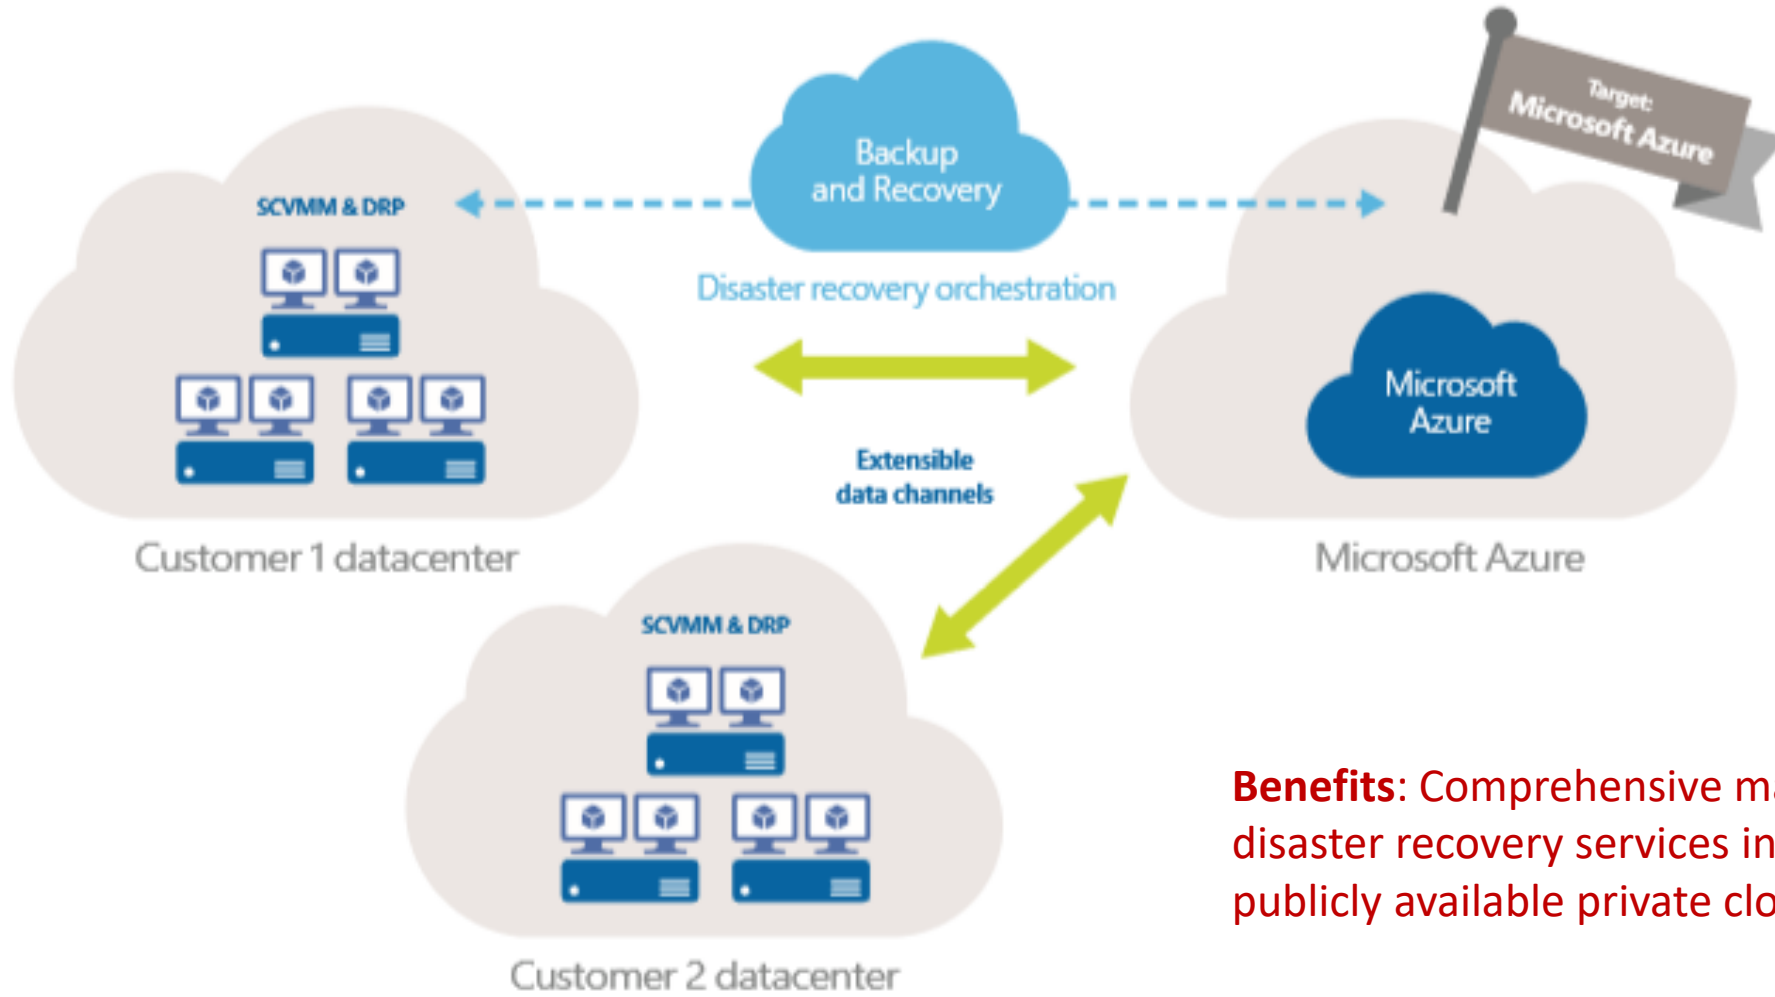 Target:
Microsoft Azure
Backup
and Recovery
SCVMM & DRP
Disaster recovery orchestration
Microsoft
Azure
Extensible
data channels
Customer 1 datacenter
Microsoft Azure
SCVMM & DRP
Benefits: Comprehensive
disaster recovery services in
publicly available private
Customer 2 datacenter